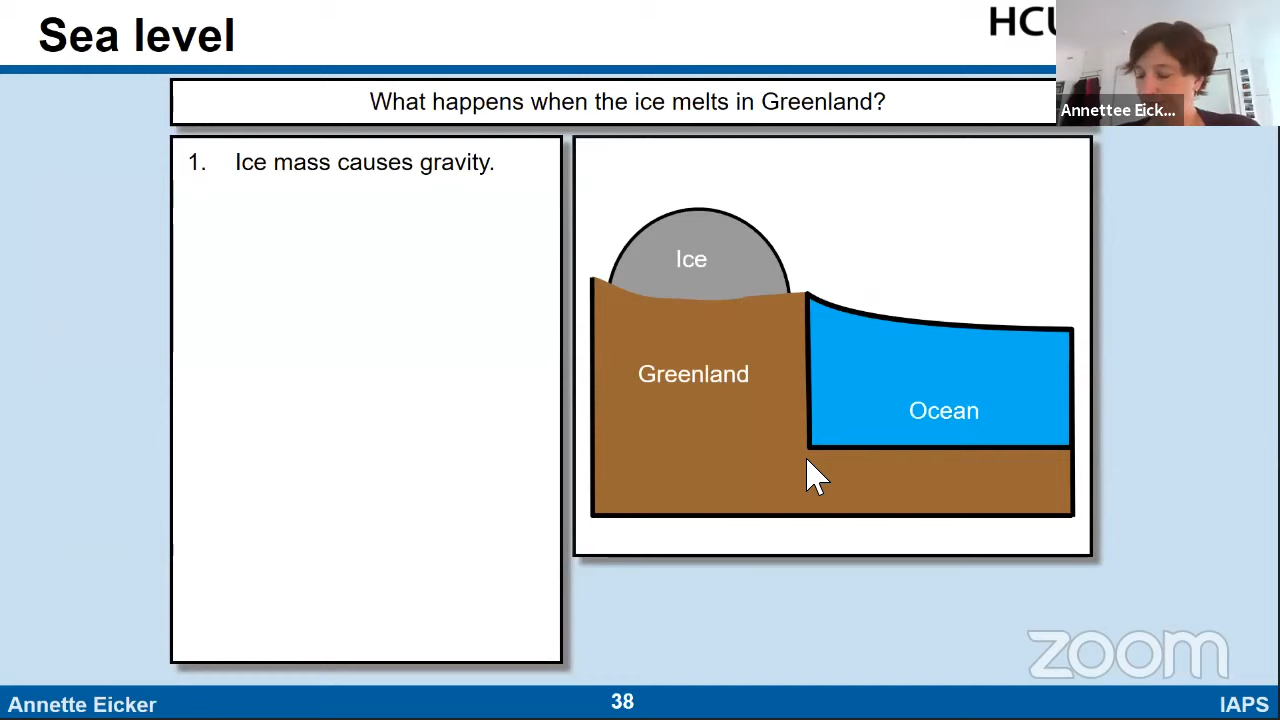 Sea level
HCU
Annettee Eick...
What happens when the ice melts in Greenland?
1. Ice mass causes gravity.
Ice
Greenland
Ocean
zoom
Annette Eicker
38
IAPS